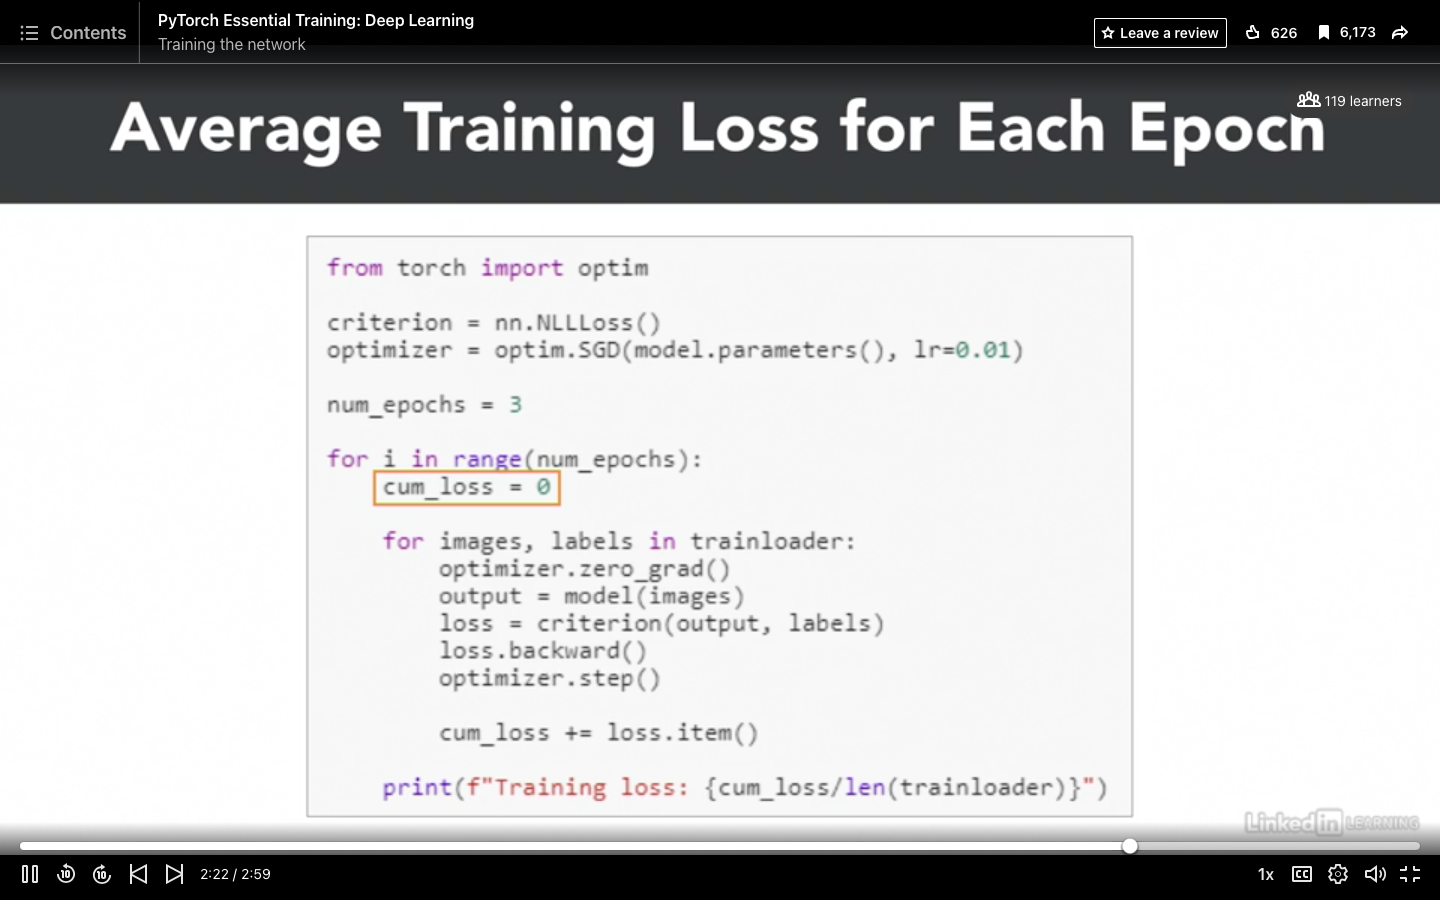 Contents
PyTorch Essential Training: Deep Learning
Training the network
Leave a review
626
6,173
119 learners
Average Training Loss for Each Epoch
from torch import optim
criterion = nn.NLLLoss()
optimizer = optim.SGD(model.parameters(), lr=0.01)
num_epochs = 3
for i in range(num_epochs):
cum_loss = 0
for images, labels in trainloader:
optimizer.zero_grad()
output = model(images)
loss = criterion(output, labels)
loss.backward()
optimizer.step()
cum_loss += loss.item()
print(f"Training loss: {cum_loss/len(trainloader)}")
Linked in LEARNING
10
10
2:22 / 2:59
1x
CC